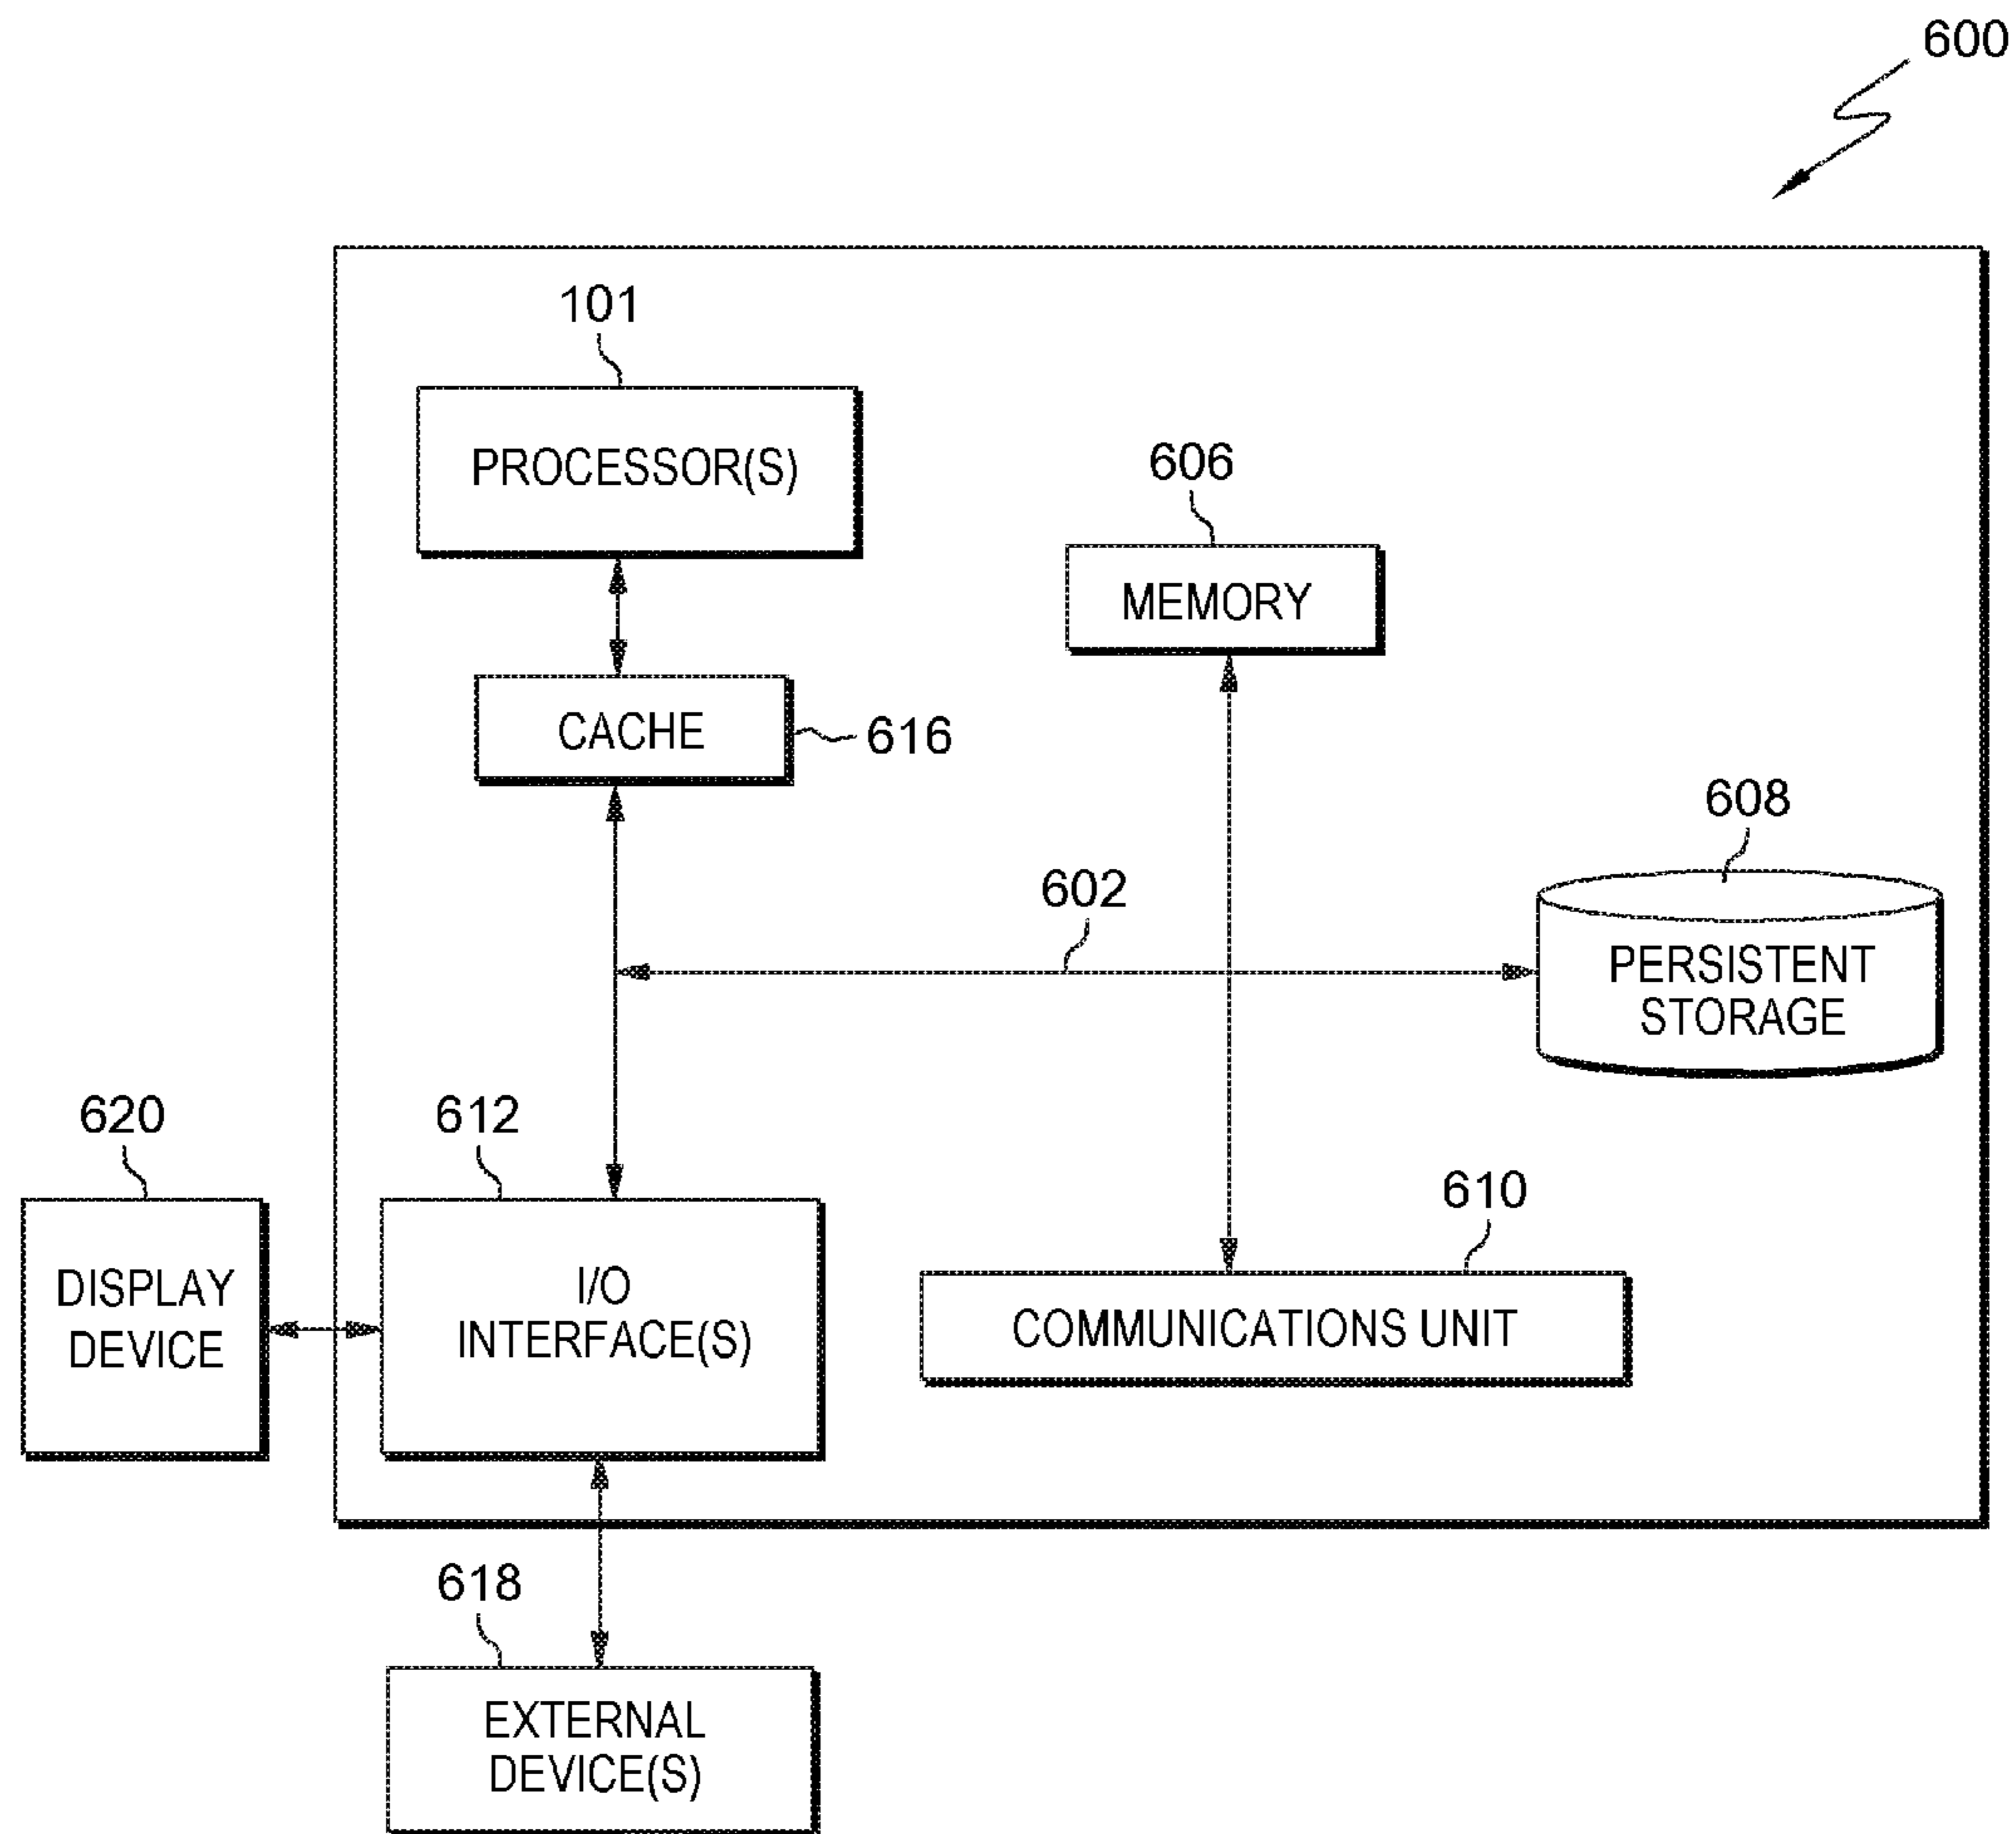 600
101
PROCESSOR(S)
606
MEMORY
CACHE
616
608
602
PERSISTENT
STORAGE
620
612
610
DISPLAY
DEVICE
I/O
INTERFACE(S)
COMMUNICATIONS UNIT
618
EXTERNAL
DEVICE(S)